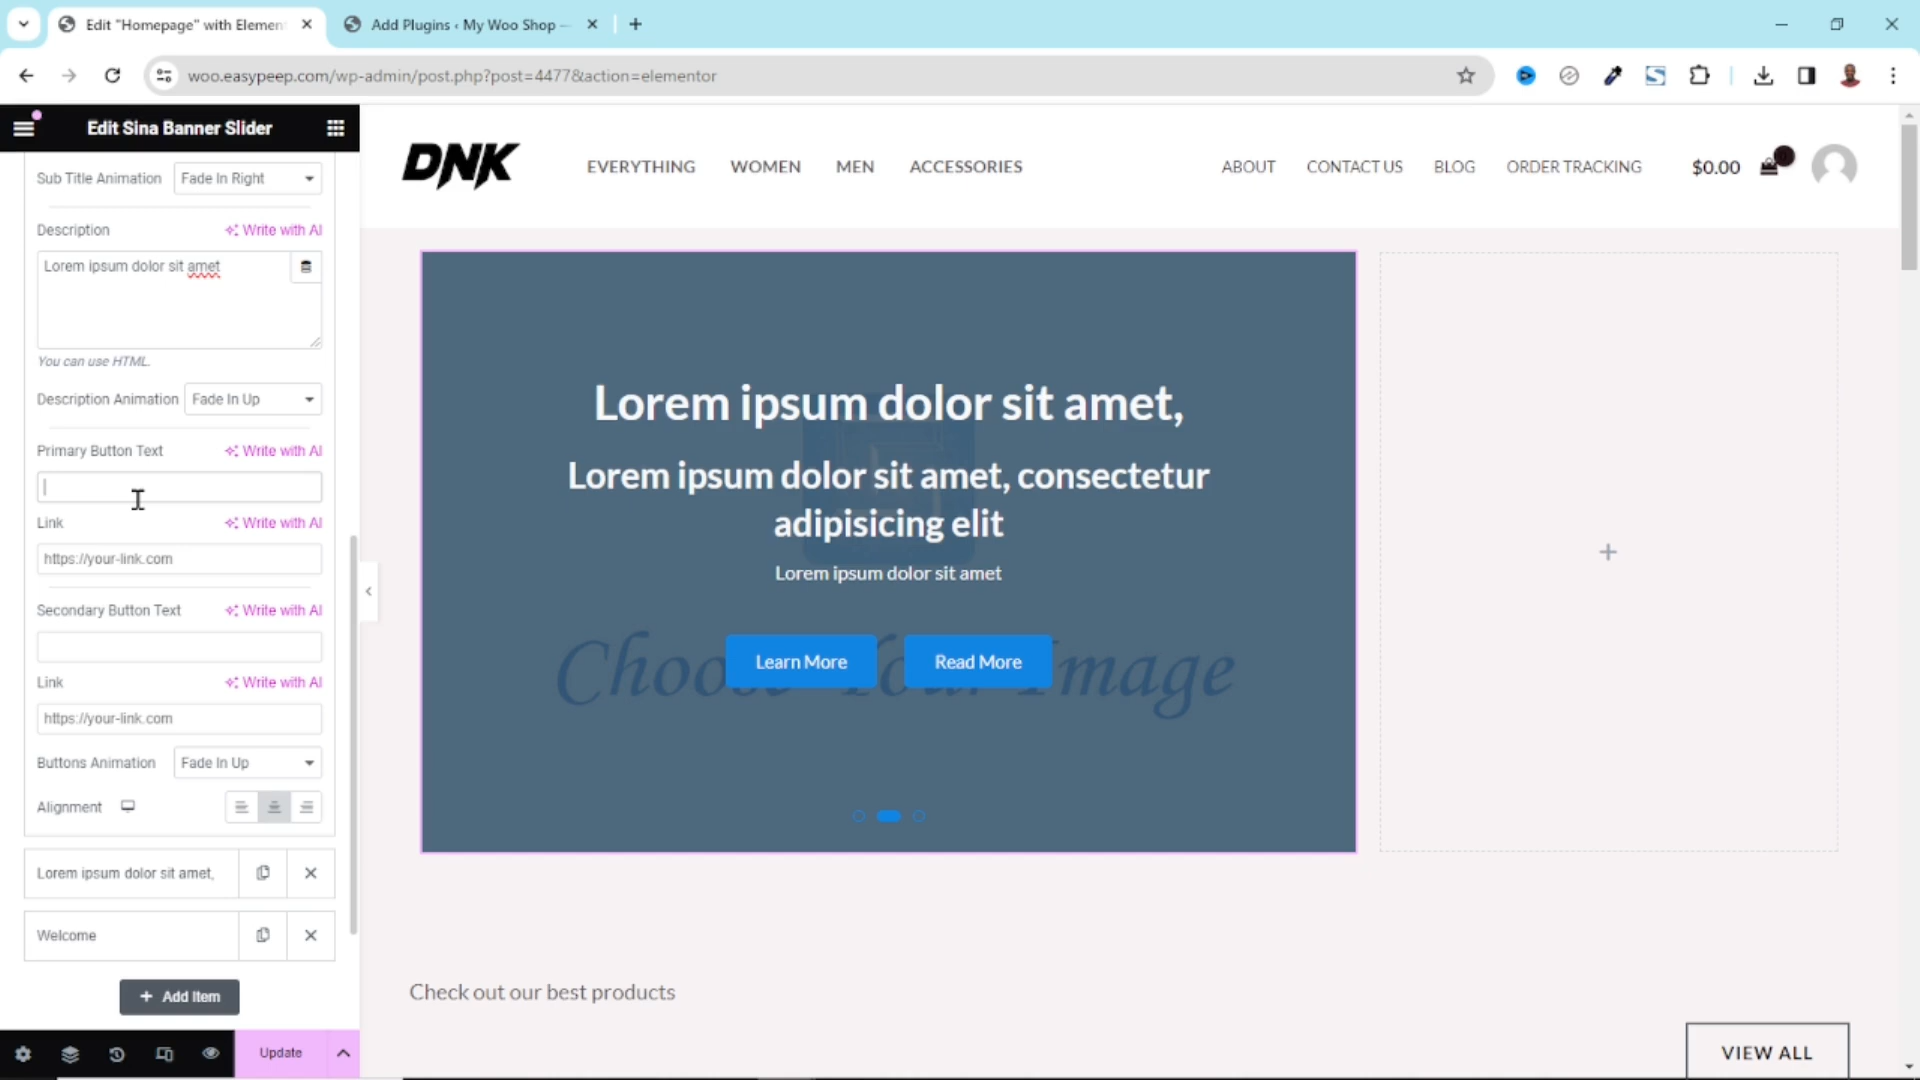 Edit "Homepage" with Elemen
Add Plugins ‹ My Woo Shop —
woo.easypeep.com/wp-admin/post.php?post=4477&action=elementor
Edit Sina Banner Slider
Sub Title Animation Fade In Right
Description Write with AI
Lorem ipsum dolor sit amet
You can use HTML.
Description Animation Fade In Up
Primary Button Text Write with AI
Link Write with AI
https://your-link.com
Secondary Button Text Write with AI
Link Write with AI
https://your-link.com
Buttons Animation Fade In Up
Alignment
Lorem ipsum dolor sit amet,
Welcome
+ Add Item
Update
DNK EVERYTHING WOMEN MEN ACCESSORIES ABOUT CONTACT US BLOG ORDER TRACKING $0.00
Lorem ipsum dolor sit amet,
Lorem ipsum dolor sit amet, consectetur
adipisicing elit
Lorem ipsum dolor sit amet
Learn More Read More
Choose Your Image
Check out our best products
VIEW ALL